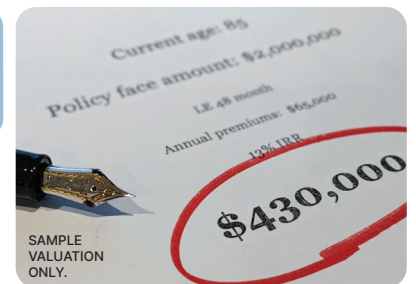 Current age: 85
Policy face amount: $2,000,000
LE 48 month
Annual premiums: $65,000
13% IRR
$430,000
SAMPLE
VALUATION
ONLY.